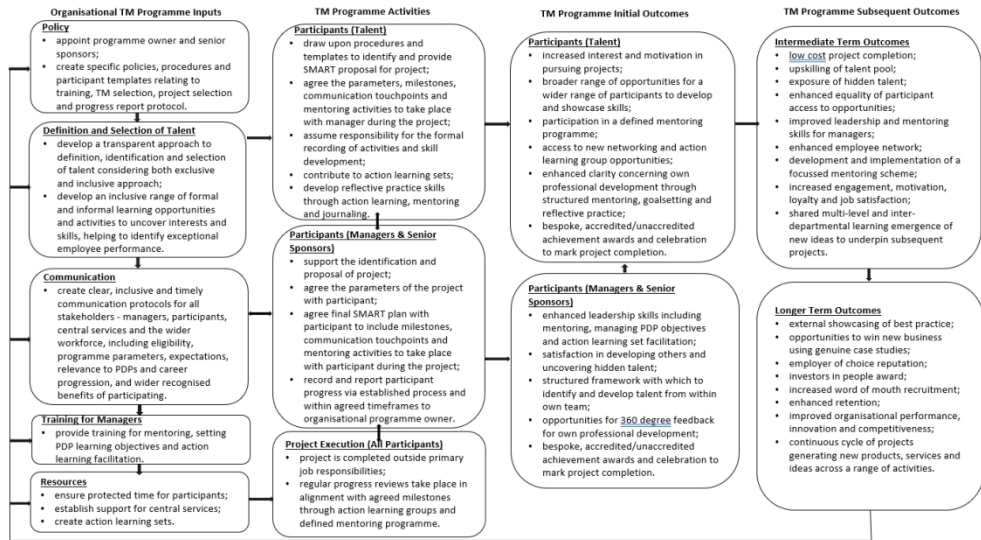 Organisational TM Programme Inputs
Policy
• appoint programme owner and senior
sponsors;
• create specific policies, procedures and
participant templates relating to
training, TM selection, project selection
and progress report protocol.
Definition and Selection of Talent
• develop a transparent approach to
definition, identification and selection
of talent considering both exclusive
and inclusive approach;
• develop an inclusive range of formal
and informal learning opportunities
and activities to uncover interests and
skills, helping to identify exceptional
employee performance.
Communication
• create clear, inclusive and timely
communication protocols for all
stakeholders - managers, participants,
central services and the wider
workforce, including eligibility,
programme parameters, expectations,
relevance to PDPs and career
progression, and wider recognised
benefits of participating.
Training for Managers
• provide training for mentoring, setting
PDP learning objectives and action
learning facilitation.
Resources
• ensure protected time for participants;
• establish support for central services;
• create action learning sets.
TM Programme Activities
Participants (Talent)
• draw upon procedures and
templates to identify and provide
SMART proposal for project;
• agree the parameters, milestones,
communication touchpoints and
mentoring activities to take place
with manager during the project;
• assume responsibility for the formal
recording of activities and skill
development;
• contribute to action learning sets;
• develop reflective practice skills
through action learning, mentoring
and journaling.
Participants (Managers & Senior
Sponsors)
• support the identification and
proposal of project;
• agree the parameters of the project
with participant;
• agree final SMART plan with
participant to include milestones,
communication touchpoints and
mentoring activities to take place
with participant during the project;
• record and report participant
progress via established process and
within agreed timeframes to
organisational programme owner.
Project Execution (All Participants)
• project is completed outside primary
job responsibilities;
• regular progress reviews take place in
alignment with agreed milestones
through action learning groups and
defined mentoring programme.
TM Programme Initial Outcomes
Participants (Talent)
• increased interest and motivation in
pursuing projects;
• broader range of opportunities for a
wider range of participants to develop
and showcase skills;
• participation in a defined mentoring
programme;
• access to new networking and action
learning group opportunities;
• enhanced clarity concerning own
professional development through
structured mentoring, goalsetting and
reflective practice;
• bespoke, accredited/unaccredited
achievement awards and celebration
to mark project completion.
Participants (Managers & Senior
Sponsors)
• enhanced leadership skills including
mentoring, managing PDP objectives
and action learning set facilitation;
• satisfaction in developing others and
uncovering hidden talent;
• structured framework with which to
identify and develop talent from within
own team;
• opportunities for 360 degree feedback
for own professional development;
• bespoke, accredited/unaccredited
achievement awards and celebration to
mark project completion.
TM Programme Subsequent Outcomes
Intermediate Term Outcomes
• low cost project completion;
• upskilling of talent pool;
• exposure of hidden talent;
• enhanced equality of participant
access to opportunities;
• improved leadership and mentoring
skills for managers;
• enhanced employee network;
• development and implementation of a
focussed mentoring scheme;
• increased engagement, motivation,
loyalty and job satisfaction;
• shared multi-level and inter-
departmental learning emergence of
new ideas to underpin subsequent
projects.
Longer Term Outcomes
• external showcasing of best practice;
• opportunities to win new business
using genuine case studies;
• employer of choice reputation;
• investors in people award;
• increased word of mouth recruitment;
• enhanced retention;
• improved organisational performance,
innovation and competitiveness;
• continuous cycle of projects
generating new products, services and
ideas across a range of activities.